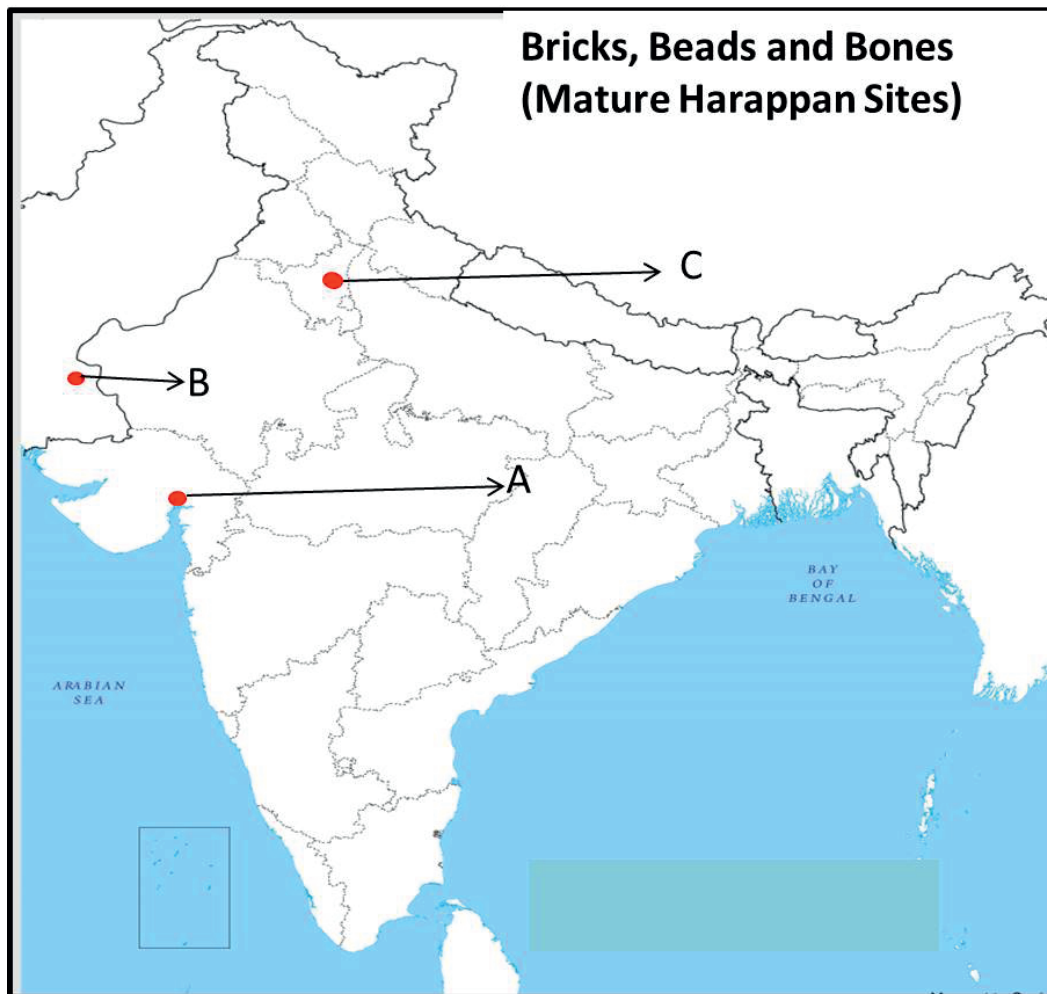 Bricks, Beads and Bones
(Mature Harappan Sites)
C
B
A
BAY
OF
BENGAL
ARABIAN
SEA